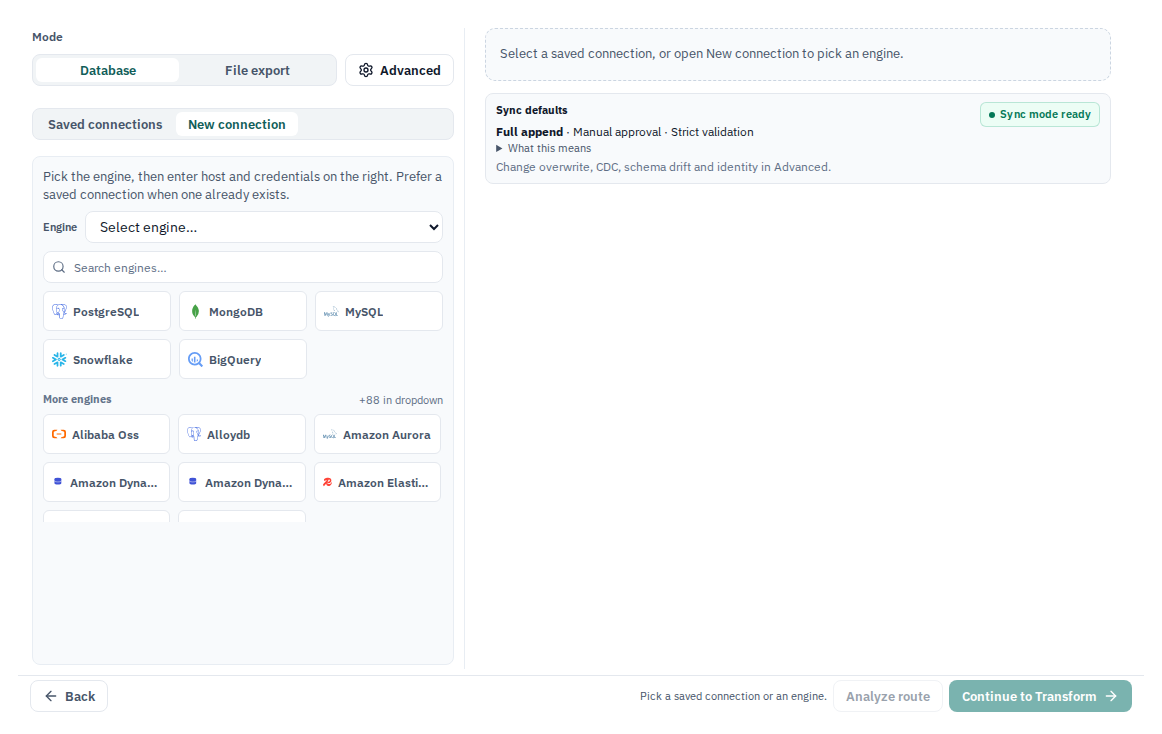 Mode
Database
File export
Advanced
Saved connections
New connection
Pick the engine, then enter host and credentials on the right. Prefer a
saved connection when one already exists.
Engine
Select engine...
Search engines...
PostgreSQL
MongoDB
MySQL
Snowflake
BigQuery
More engines
+88 in dropdown
Alibaba Oss
Alloydb
Amazon Aurora
Amazon Dyna...
Amazon Dyna...
Amazon Elasti...
Select a saved connection, or open New connection to pick an engine.
Sync defaults
Sync mode ready
Full append · Manual approval · Strict validation
What this means
Change overwrite, CDC, schema drift and identity in Advanced.
Back
Pick a saved connection or an engine.
Analyze route
Continue to Transform